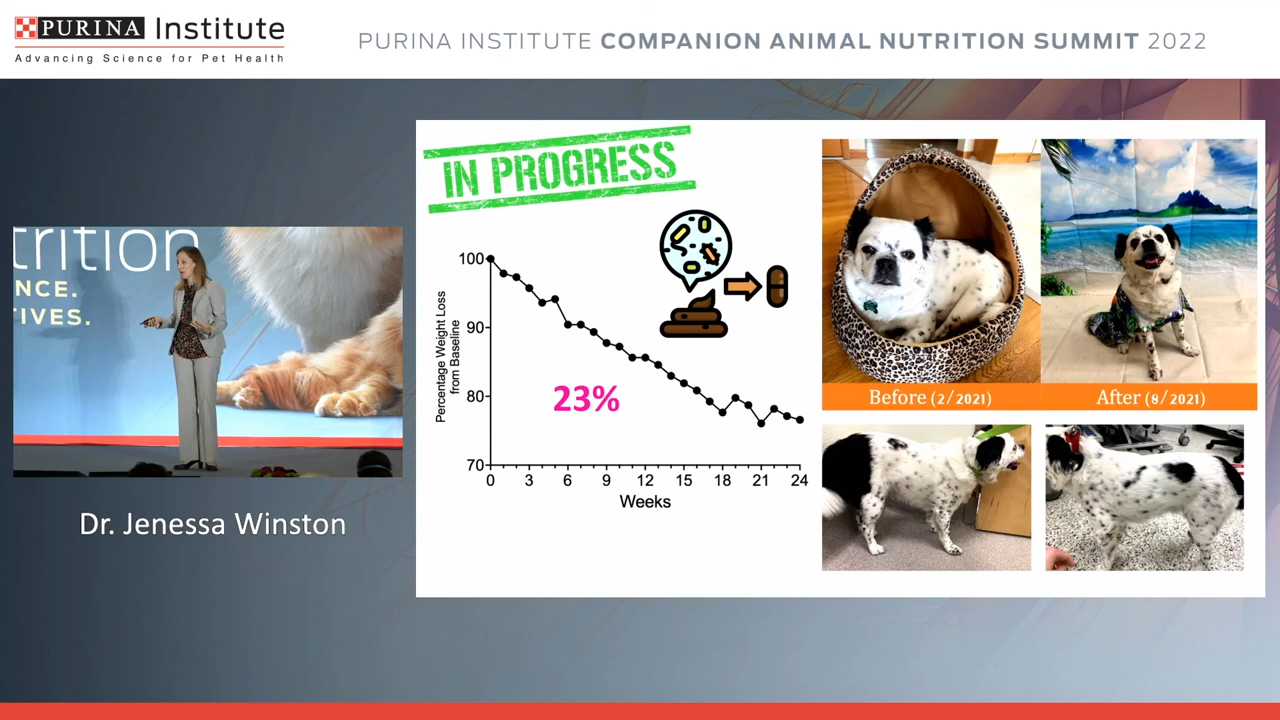 PURINA Institute
Advancing Science for Pet Health
PURINA INSTITUTE COMPANION ANIMAL NUTRITION SUMMIT 2022
trition
NCE.
TIVES.
Dr. Jenessa Winston
IN PROGRESS
Percentage Weight Loss
from Baseline
100
90
80
70
23%
0 3 6 9 12 15 18 21 24
Weeks
Before (2/2021)
After (8/2021)